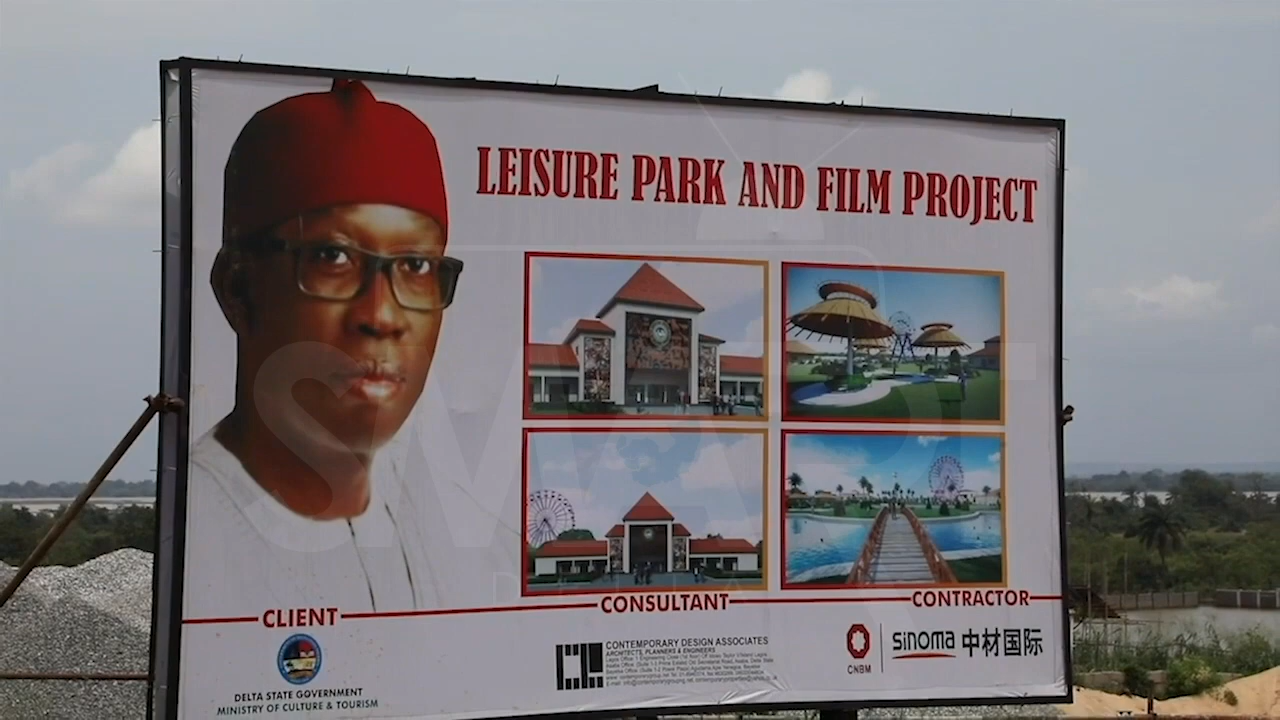 LEISURE PARK AND FILM PROJECT
CLIENT
CONSULTANT
CONTRACTOR
DELTA STATE GOVERNMENT
MINISTRY OF CULTURE & TOURISM
CONTEMPORARY DESIGN ASSOCIATES
ARCHITECTS, PLANNERS & ENGINEERS
CNBM
sinoma 中材国际
SMART